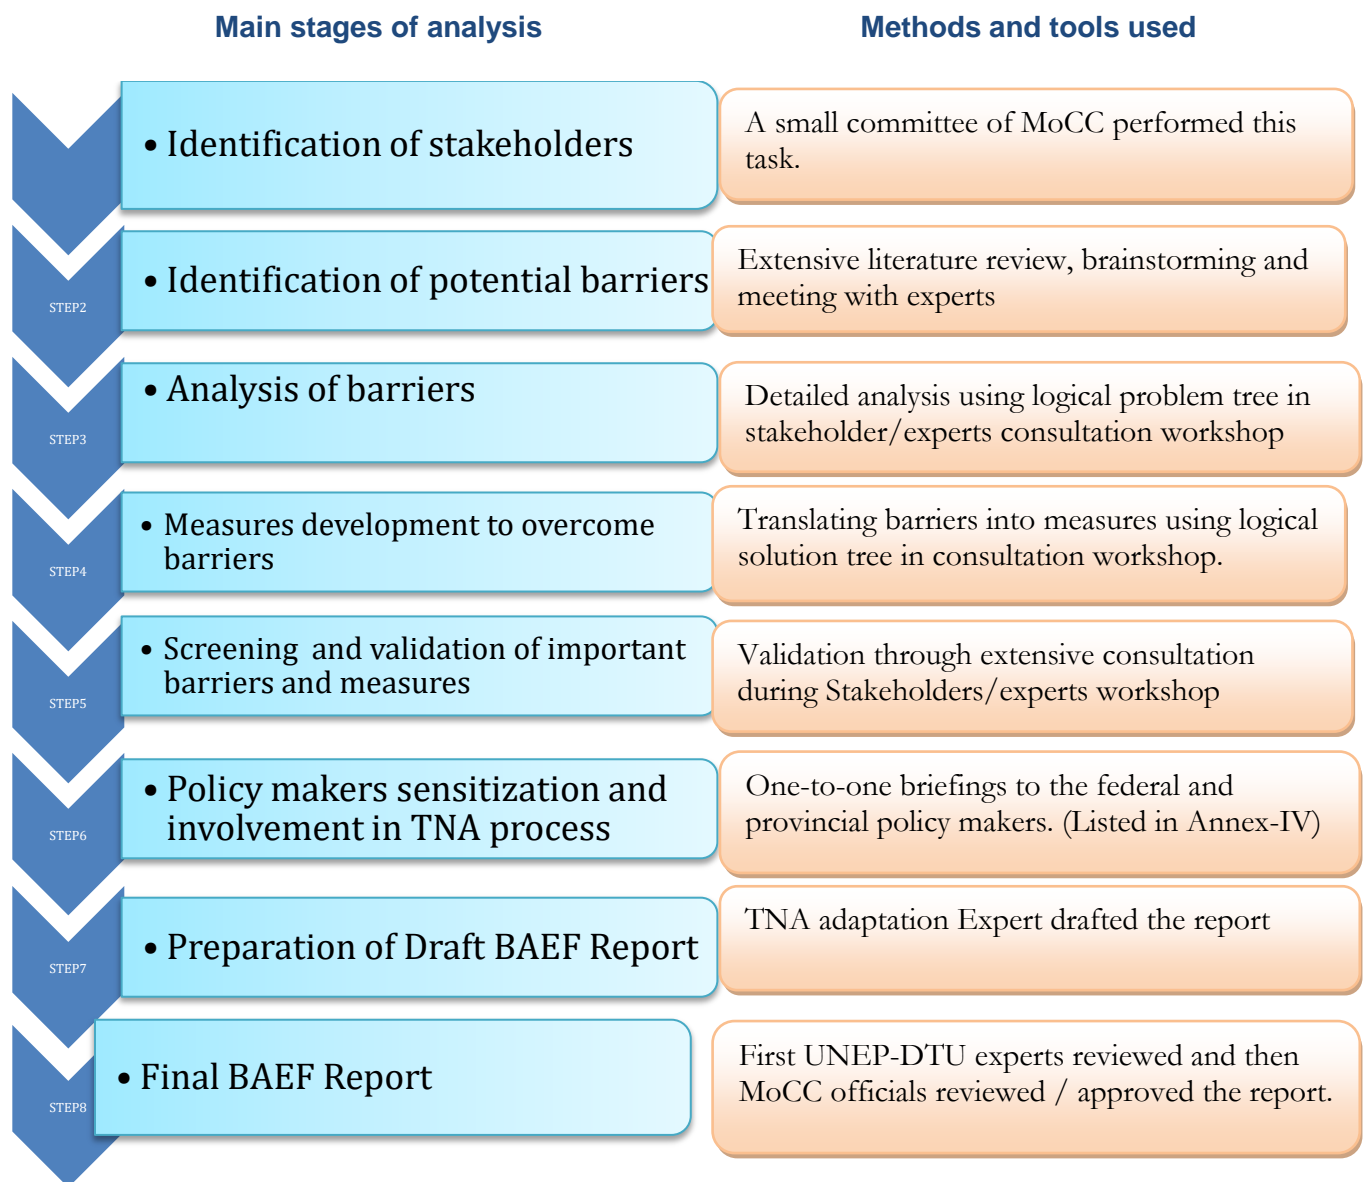 Main stages of analysis
Methods and tools used
• Identification of stakeholders
A small committee of MoCC performed this
task.
STEP2
• Identification of potential barriers
Extensive literature review, brainstorming and
meeting with experts
STEP3
• Analysis of barriers
Detailed analysis using logical problem tree in
stakeholder/experts consultation workshop
STEP4
• Measures development to overcome
barriers
Translating barriers into measures using logical
solution tree in consultation workshop.
STEP5
• Screening and validation of important
barriers and measures
Validation through extensive consultation
during Stakeholders/experts workshop
STEP6
• Policy makers sensitization and
involvement in TNA process
One-to-one briefings to the federal and
provincial policy makers. (Listed in Annex-IV)
STEP7
• Preparation of Draft BAEF Report
TNA adaptation Expert drafted the report
STEP8
• Final BAEF Report
First UNEP-DTU experts reviewed and then
MoCC officials reviewed / approved the report.